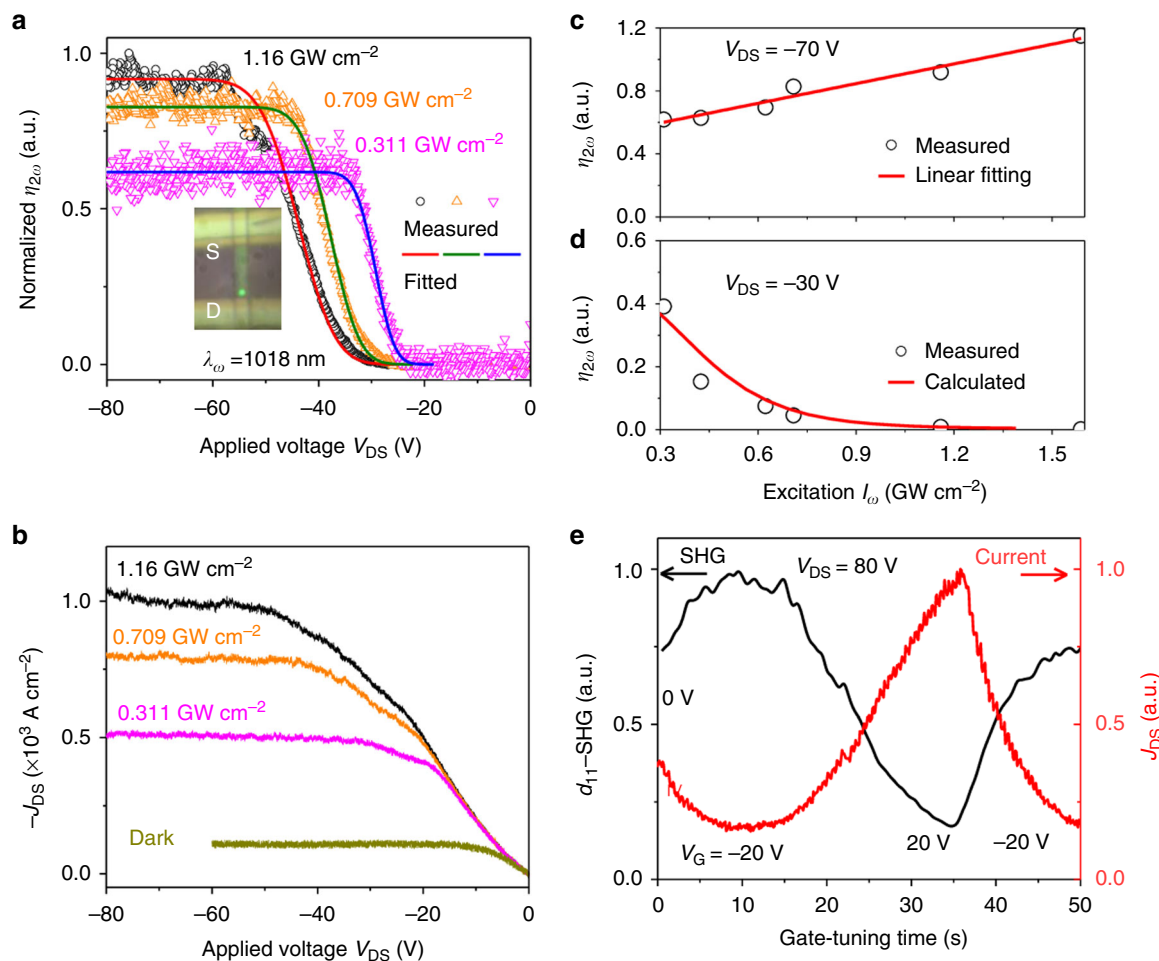 a
1.0
0.5
0.0
Normalized η2ω (a.u.)
1.16 GW cm−2
0.709 GW cm−2
0.311 GW cm−2
Measured
Fitted
S
D
λω =1018 nm
−80 −60 −40 −20 0
Applied voltage VDS (V)
b
1.0
0.5
0.0
−JDS (×10³ A cm−2)
1.16 GW cm−2
0.709 GW cm−2
0.311 GW cm−2
Dark
−80 −60 −40 −20 0
Applied voltage VDS (V)
c
1.2
0.9
0.6
0.3
0.0
η2ω (a.u.)
VDS = −70 V
Measured
Linear fitting
d
0.6
0.4
0.2
0.0
η2ω (a.u.)
VDS = −30 V
Measured
Calculated
0.3 0.6 0.9 1.2 1.5
Excitation Iω (GW cm−2)
e
1.0
0.5
0.0
d11–SHG (a.u.)
SHG
VDS = 80 V
Current
0 V
VG = −20 V
20 V
−20 V
1.0
0.5
0.0
JDS (a.u.)
0 10 20 30 40 50
Gate-tuning time (s)